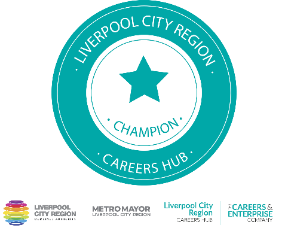 · LIVERPOOL CITY REGION ·
· CHAMPION ·
· CAREERS HUB ·
LIVERPOOL
CITY REGION
METRO MAYOR
LIVERPOOL CITY REGION
Liverpool City
Region
CAREERS HUB
CAREERS &
ENTERPRISE
COMPANY